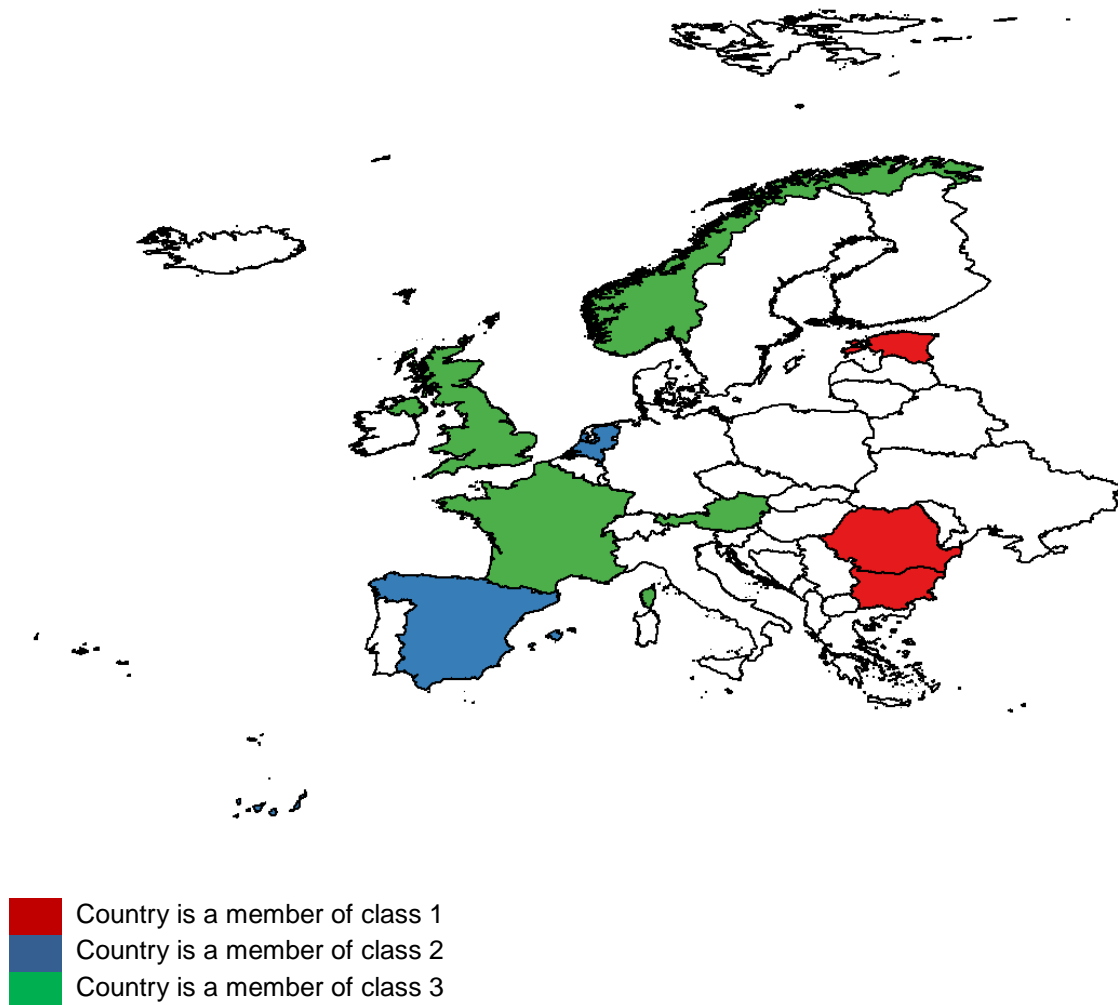 Country is a member of class 1
Country is a member of class 2
Country is a member of class 3